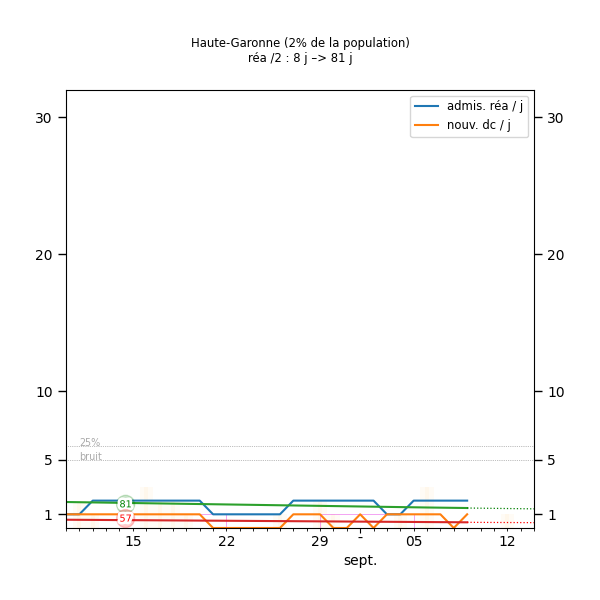 Haute-Garonne (2% de la population)
réa /2 : 8 j –> 81 j
admis. réa / j
nouv. dc / j
30 30
20 20
10 10
25%
bruit
5 5
81
57
1 1
15 22 29 - 05 12
sept.